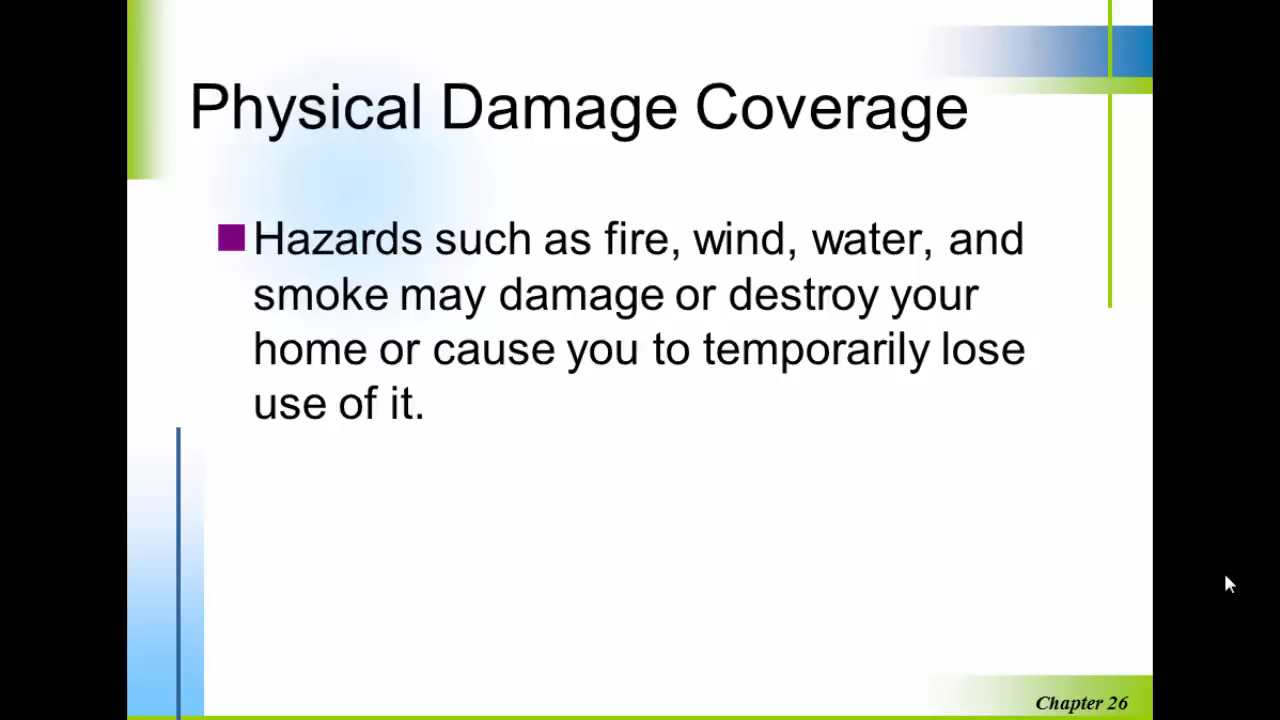 Physical Damage Coverage
Hazards such as fire, wind, water, and
smoke may damage or destroy your
home or cause you to temporarily lose
use of it.
Chapter 26